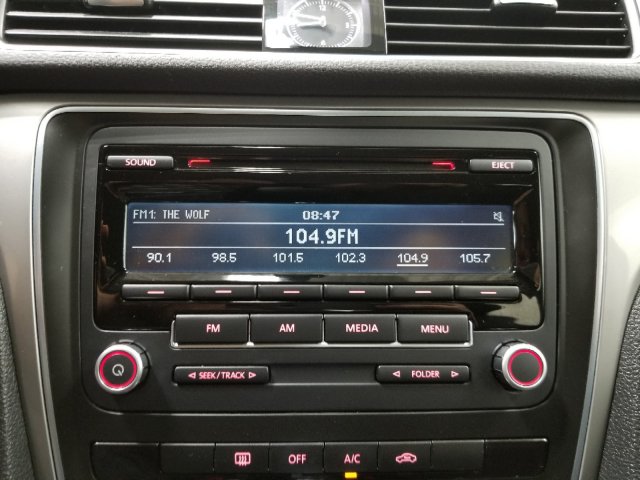 12
SOUND
EJECT
FM1: THE WOLF 08:47
104.9FM
90.1 98.5 101.5 102.3 104.9 105.7
FM AM MEDIA MENU
SEEK/TRACK FOLDER
OFF A/C